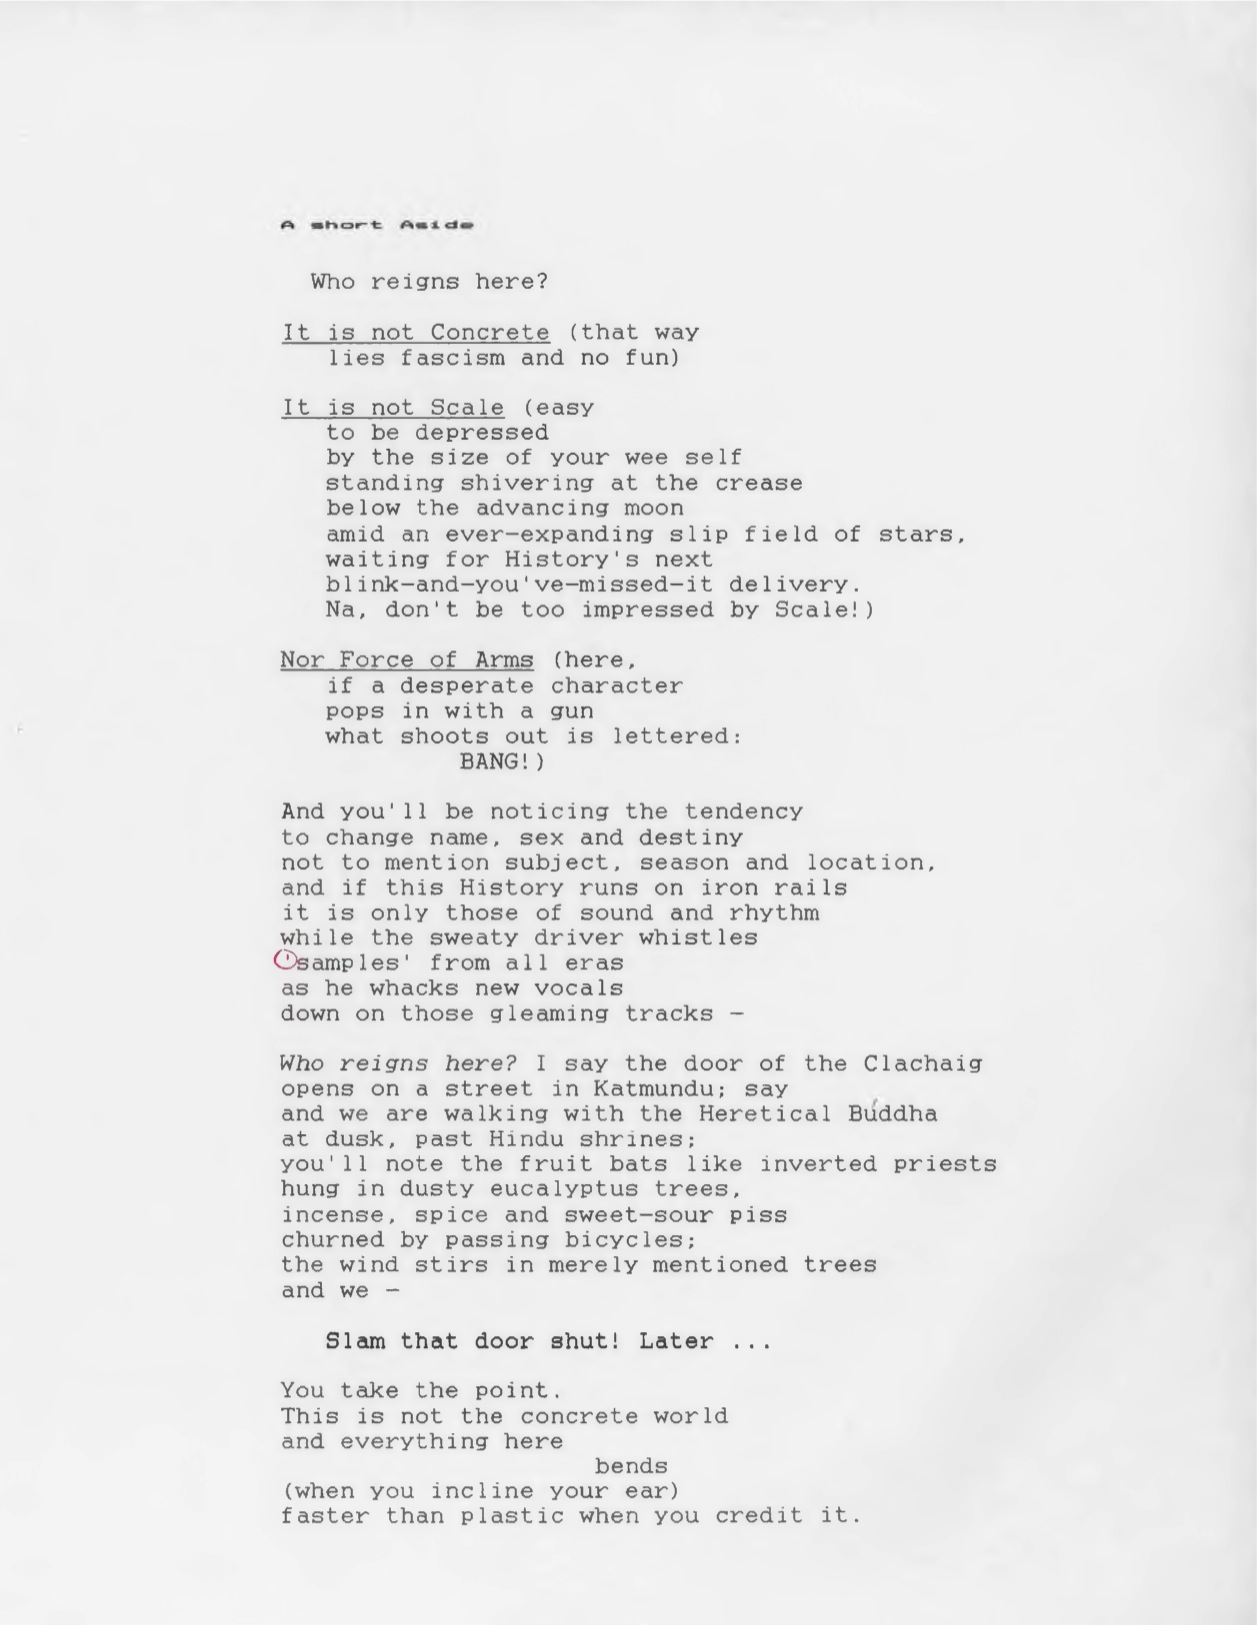 A short Aside
Who reigns here?
It is not Concrete (that way
lies fascism and no fun)
It is not Scale (easy
to be depressed
by the size of your wee self
standing shivering at the crease
below the advancing moon
amid an ever-expanding slip field of stars,
waiting for History's next
blink-and-you've-missed-it delivery.
Na, don't be too impressed by Scale!)
Nor Force of Arms (here,
if a desperate character
pops in with a gun
what shoots out is lettered:
BANG!)
And you'll be noticing the tendency
to change name, sex and destiny
not to mention subject, season and location,
and if this History runs on iron rails
it is only those of sound and rhythm
while the sweaty driver whistles
'samples' from all eras
as he whacks new vocals
down on those gleaming tracks -
Who reigns here? I say the door of the Clachaig
opens on a street in Katmundu; say
and we are walking with the Heretical Buddha
at dusk, past Hindu shrines;
you'll note the fruit bats like inverted priests
hung in dusty eucalyptus trees,
incense, spice and sweet-sour piss
churned by passing bicycles;
the wind stirs in merely mentioned trees
and we -
Slam that door shut! Later ...
You take the point.
This is not the concrete world
and everything here
bends
(when you incline your ear)
faster than plastic when you credit it.